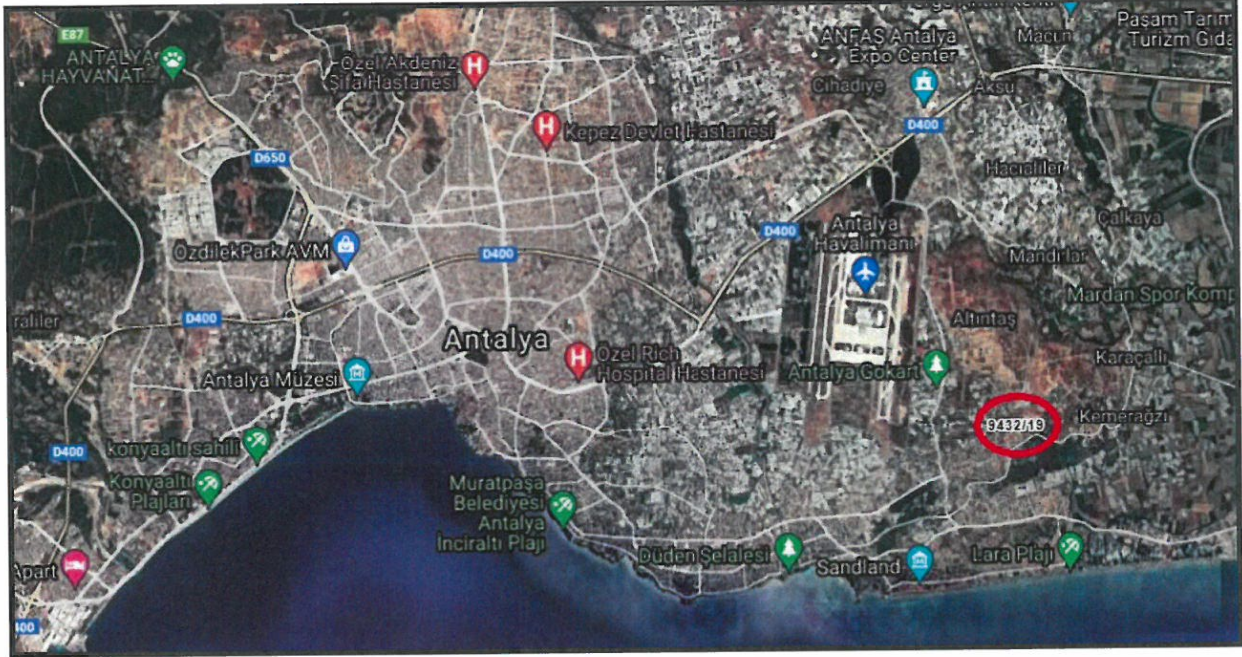 E87
ANTALYA
HAYVANAT...
Özel Akdeniz
Şifa Hastanesi
Kepez Devlet Hastanesi
ANFAŞ Antalya
Expo Center
Cihadiye
Macun
Paşam Tarım
Turizm Gıda
Aksu
D400
D650
Hacıaliler
Çalkaya
ÖzdilekPark AVM
D400
D400
Antalya
Havalimanı
Mandırlar
Mardan Spor Komp
raliler
D400
Antalya
Altıntaş
Karaçallı
Antalya Müzesi
Özel Rich
Hospital Hastanesi
Antalya Gokart
9432/19
Kemerağzı
D400
konyaaltı sahili
Konyaaltı
Plajları
Muratpaşa
Belediyesi
Antalya
İnciraltı Plajı
Düden Şelalesi
Sandland
Lara Plajı
Apart
400